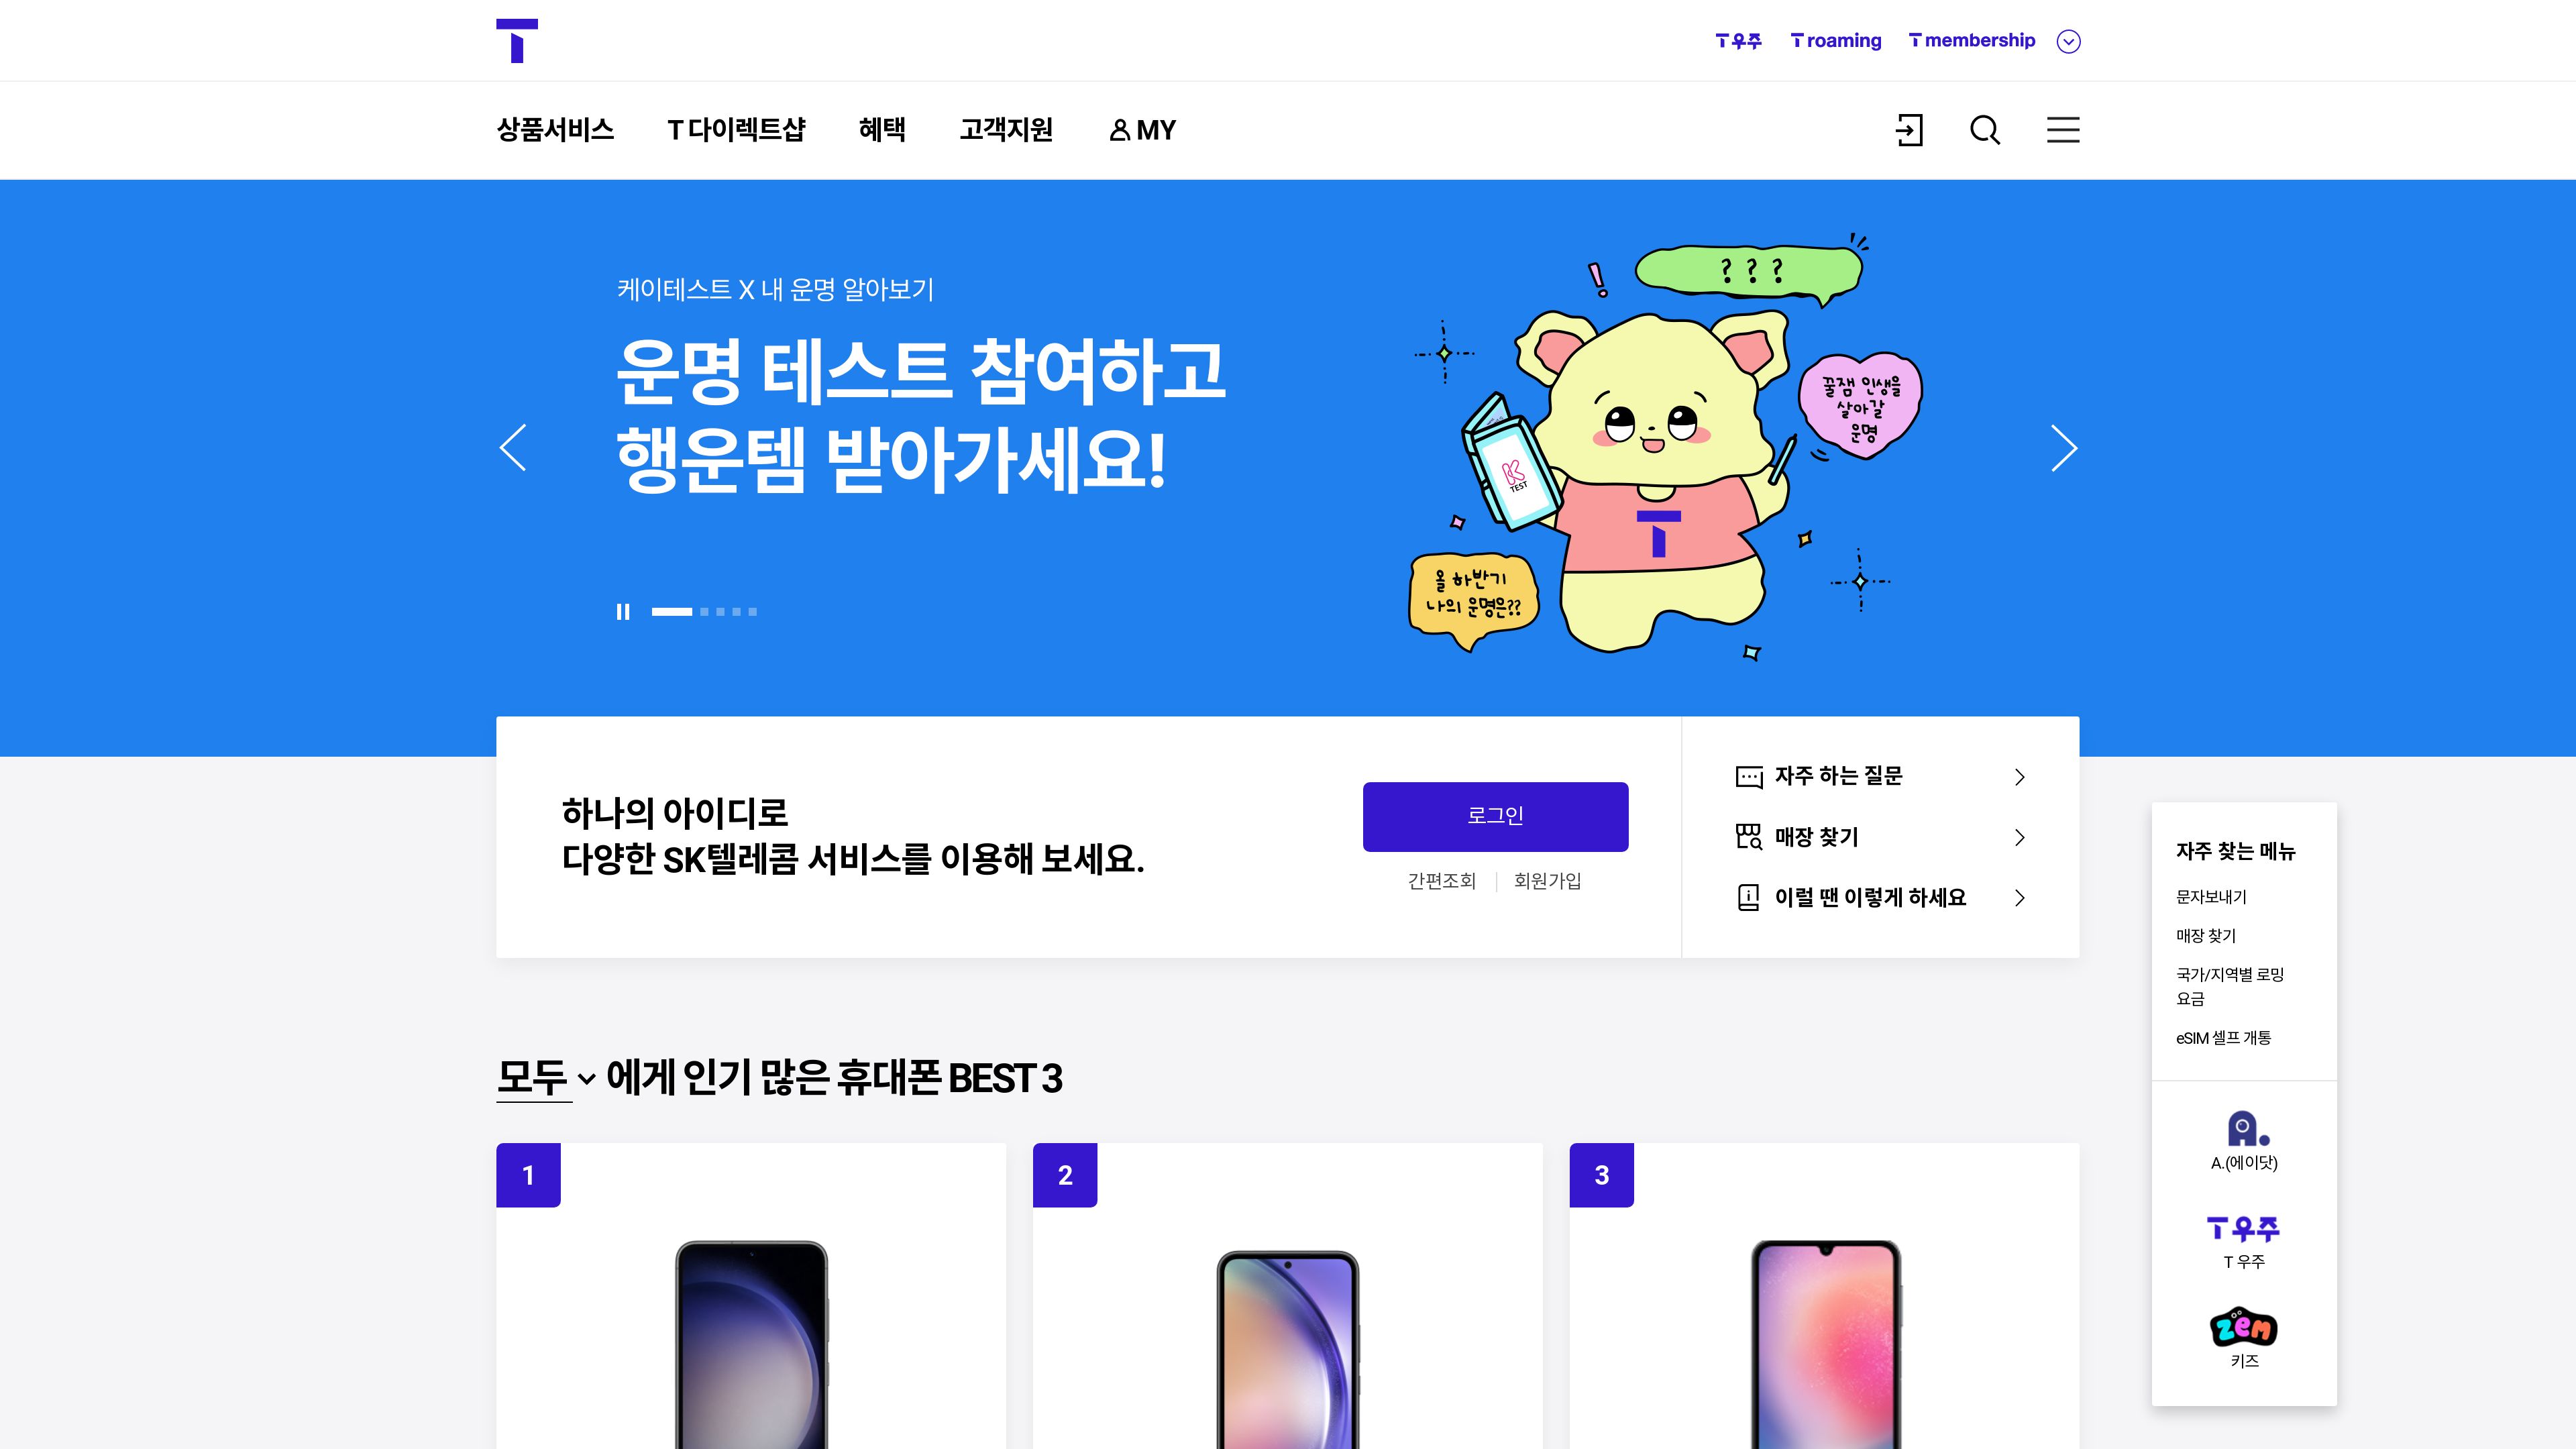 T
T우주
T roaming
T membership
상품서비스
T 다이렉트샵
혜택
고객지원
MY
케이테스트 X 내 운명 알아보기
운명 테스트 참여하고
행운템 받아가세요!
? ? ?
꿀잼 인생을
살아갈
운명
K
TEST
T
올 하반기
나의 운명은??
하나의 아이디로
다양한 SK텔레콤 서비스를 이용해 보세요.
로그인
간편조회
회원가입
자주 하는 질문
매장 찾기
이럴 땐 이렇게 하세요
자주 찾는 메뉴
문자보내기
매장 찾기
국가/지역별 로밍
요금
eSIM 셀프 개통
A.
A.(에이닷)
T우주
T 우주
zem
키즈
모두 에게 인기 많은 휴대폰 BEST 3
1
2
3